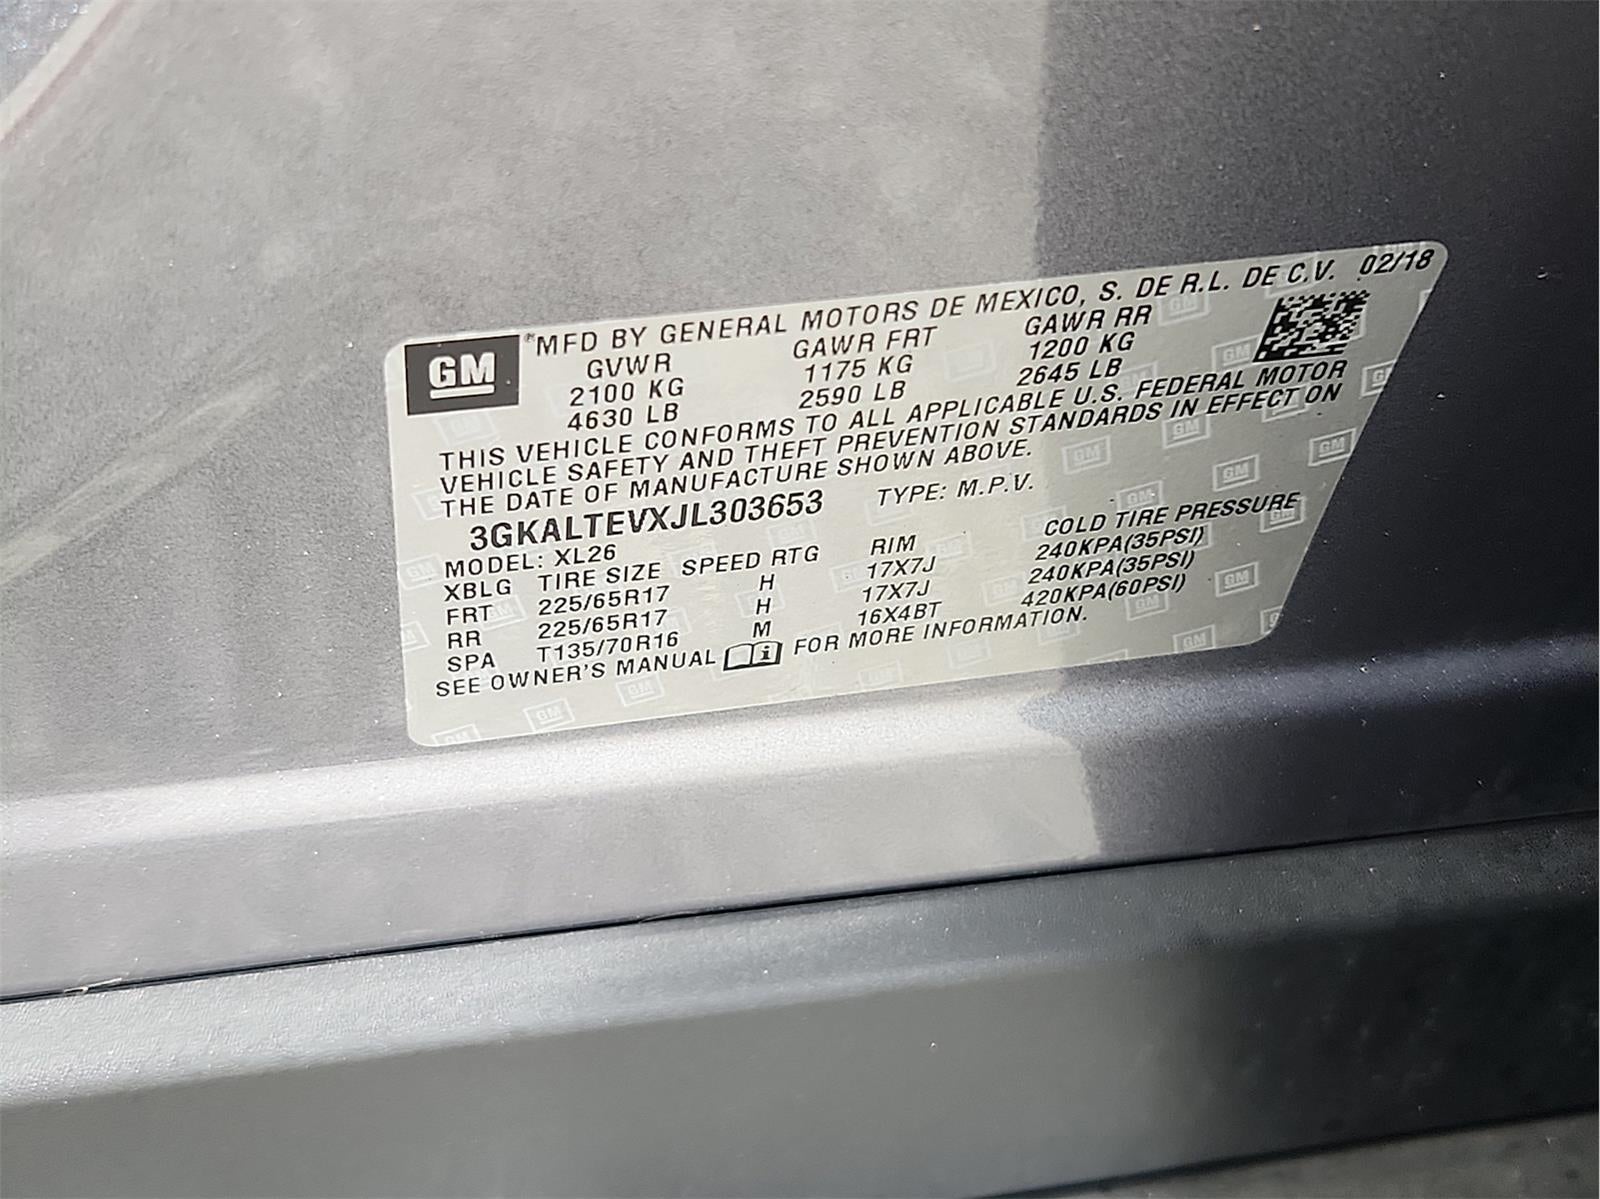 GM
®MFD BY GENERAL MOTORS DE MEXICO, S. DE R.L. DE C.V. 02/18
GVWR GAWR FRT GAWR RR
2100 KG 1175 KG 1200 KG
4630 LB 2590 LB 2645 LB
THIS VEHICLE CONFORMS TO ALL APPLICABLE U.S. FEDERAL MOTOR
VEHICLE SAFETY AND THEFT PREVENTION STANDARDS IN EFFECT ON
THE DATE OF MANUFACTURE SHOWN ABOVE.
3GKALTEVXJL303653 TYPE: M.P.V.
MODEL: XL26
XBLG TIRE SIZE SPEED RTG RIM COLD TIRE PRESSURE
FRT 225/65R17 H 17X7J 240KPA(35PSI)
RR 225/65R17 H 17X7J 240KPA(35PSI)
SPA T135/70R16 M 16X4BT 420KPA(60PSI)
SEE OWNER'S MANUAL i FOR MORE INFORMATION.